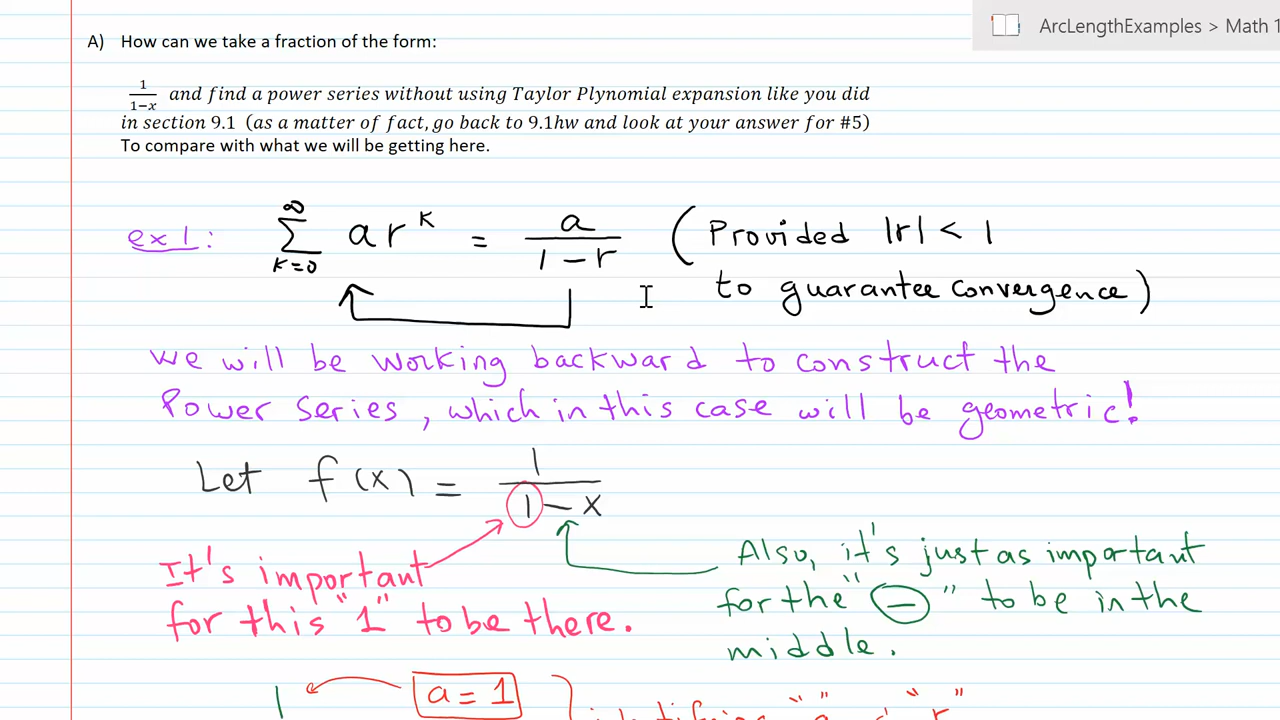 ArcLengthExamples > Math 1
A) How can we take a fraction of the form:
1/(1−x) and find a power series without using Taylor Plynomial expansion like you did
in section 9.1 (as a matter of fact, go back to 9.1hw and look at your answer for #5)
To compare with what we will be getting here.
ex 1: ∑_{k=0}^{∞} a r^k = a/(1−r) (Provided |r| < 1
to guarantee convergence)
We will be working backward to construct the
Power Series, which in this case will be geometric!
Let f(x) = 1/(1−x)
It's important
for this "1" to be there.
Also, it's just as important
for the "−" to be in the
middle.
1 a = 1
identifying "a" "r"